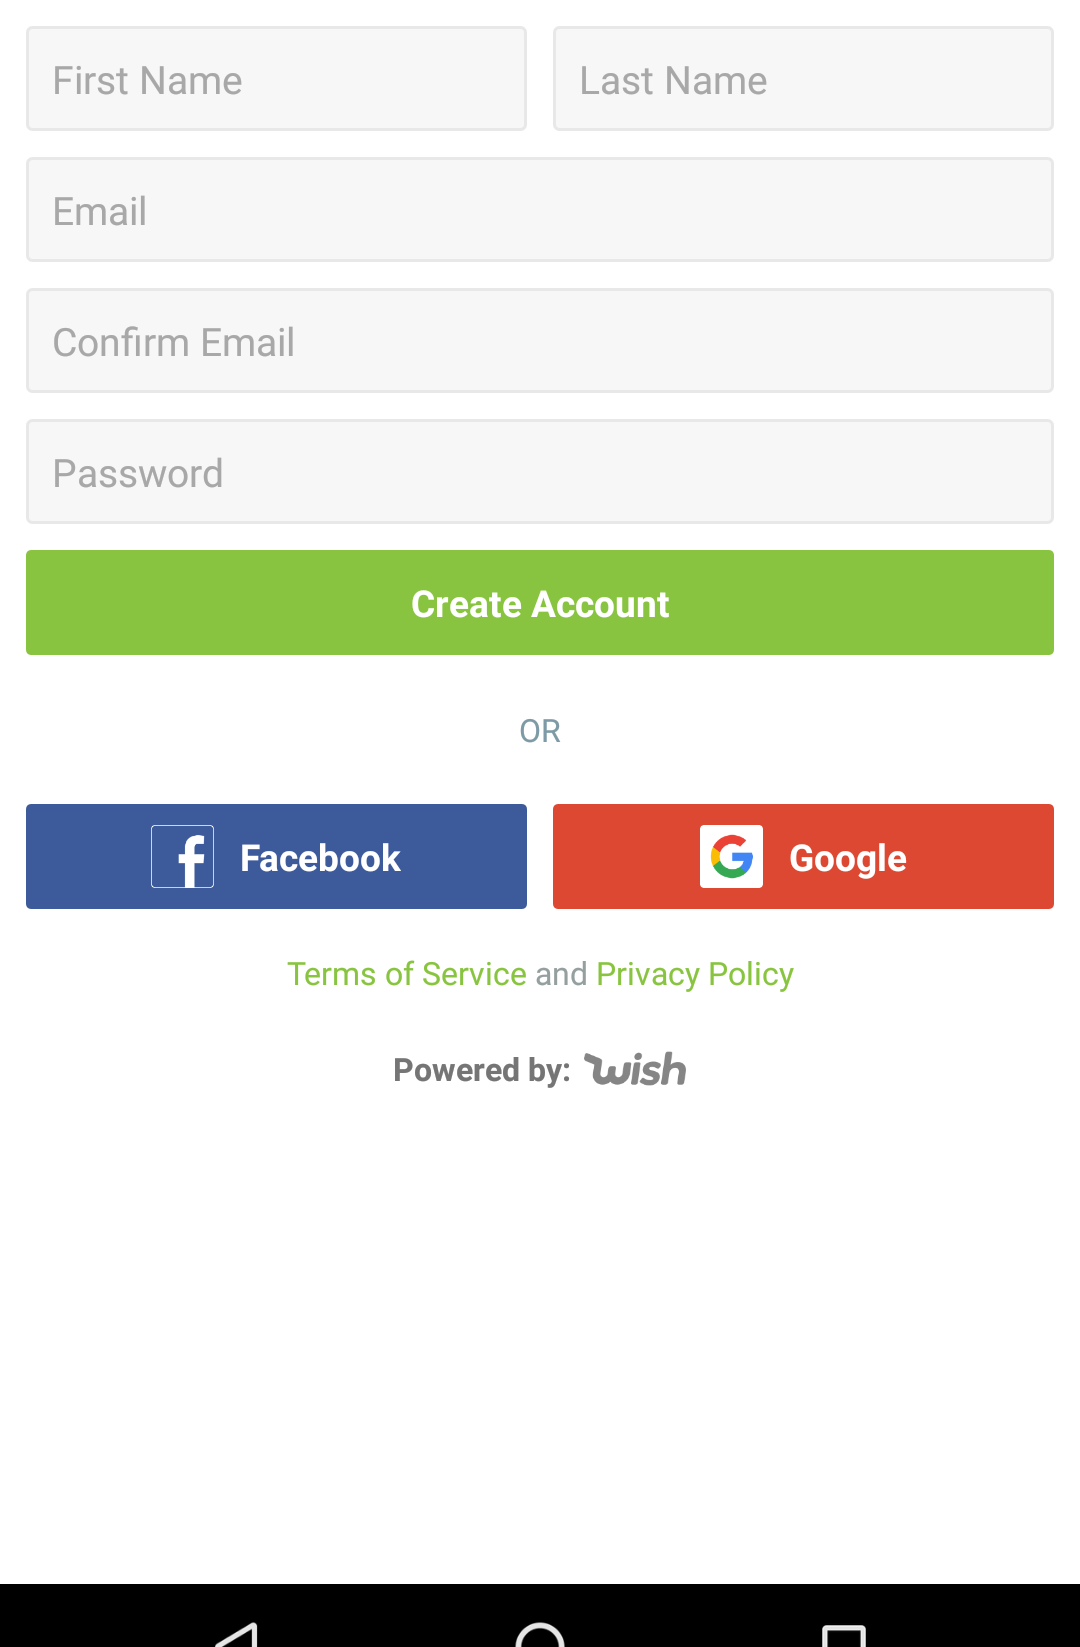 First Name Last Name
Email
Confirm Email
Password
Create Account
OR
Facebook Google
Terms of Service and Privacy Policy
Powered by: wish